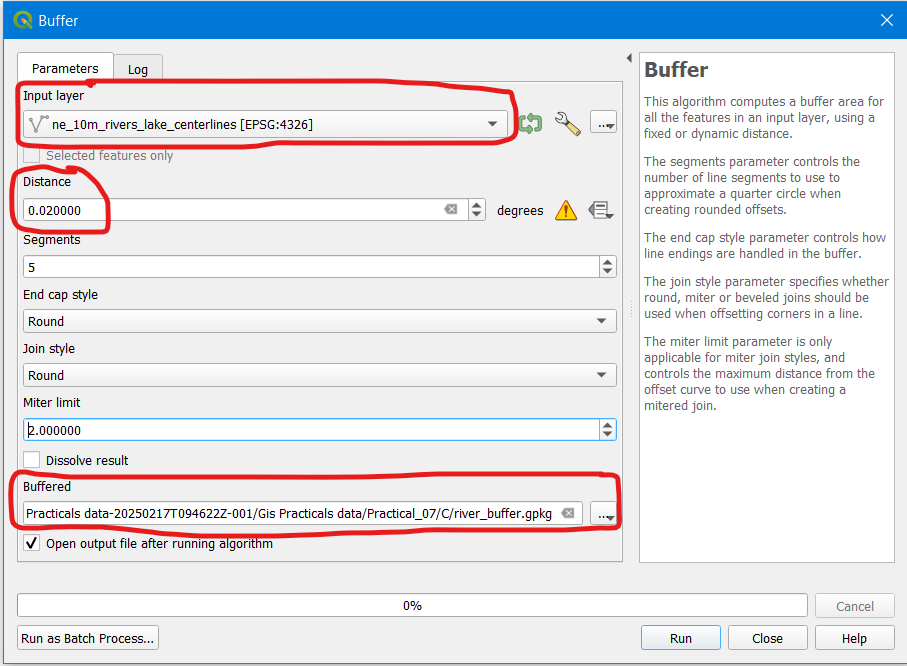 Buffer
Parameters
Log
Input layer
ne_10m_rivers_lake_centerlines [EPSG:4326]
...
Selected features only
Distance
0.020000
degrees
Segments
5
End cap style
Round
Join style
Round
Miter limit
2.000000
Dissolve result
Buffered
Practicals data-20250217T094622Z-001/Gis Practicals data/Practical_07/C/river_buffer.gpkg
...
Open output file after running algorithm
Buffer
This algorithm computes a buffer area for
all the features in an input layer, using a
fixed or dynamic distance.
The segments parameter controls the
number of line segments to use to
approximate a quarter circle when
creating rounded offsets.
The end cap style parameter controls how
line endings are handled in the buffer.
The join style parameter specifies whether
round, miter or beveled joins should be
used when offsetting corners in a line.
The miter limit parameter is only
applicable for miter join styles, and
controls the maximum distance from the
offset curve to use when creating a
mitered join.
0%
Cancel
Run as Batch Process...
Run
Close
Help